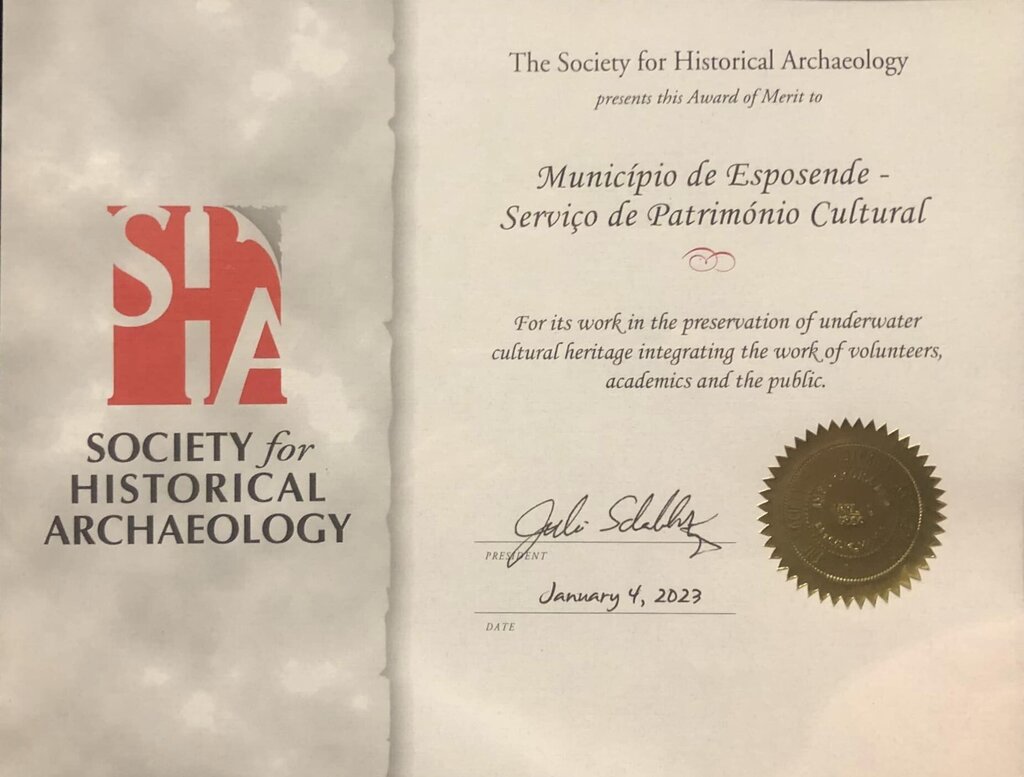 The Society for Historical Archaeology
presents this Award of Merit to
Município de Esposende -
Serviço de Património Cultural
For its work in the preservation of underwater
cultural heritage integrating the work of volunteers,
academics and the public.
PRESIDENT
January 4, 2023
DATE
SHA
SOCIETY for
HISTORICAL
ARCHAEOLOGY